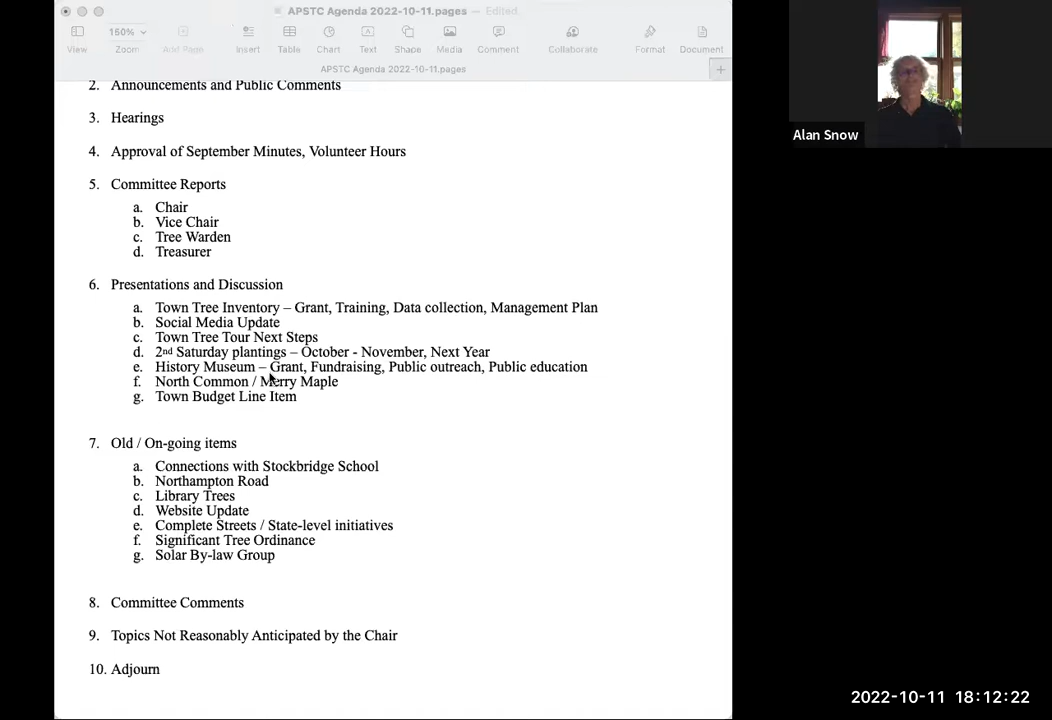 APSTC Agenda 2022-10-11.pages — Edited
150%
View
Zoom
Add Page
Insert
Table
Chart
Text
Shape
Media
Comment
Collaborate
Format
Document
APSTC Agenda 2022-10-11.pages
2. Announcements and Public Comments
3. Hearings
4. Approval of September Minutes, Volunteer Hours
5. Committee Reports
a. Chair
b. Vice Chair
c. Tree Warden
d. Treasurer
6. Presentations and Discussion
a. Town Tree Inventory – Grant, Training, Data collection, Management Plan
b. Social Media Update
c. Town Tree Tour Next Steps
d. 2nd Saturday plantings – October - November, Next Year
e. History Museum – Grant, Fundraising, Public outreach, Public education
f. North Common / Merry Maple
g. Town Budget Line Item
7. Old / On-going items
a. Connections with Stockbridge School
b. Northampton Road
c. Library Trees
d. Website Update
e. Complete Streets / State-level initiatives
f. Significant Tree Ordinance
g. Solar By-law Group
8. Committee Comments
9. Topics Not Reasonably Anticipated by the Chair
10. Adjourn
Alan Snow
2022-10-11 18:12:22